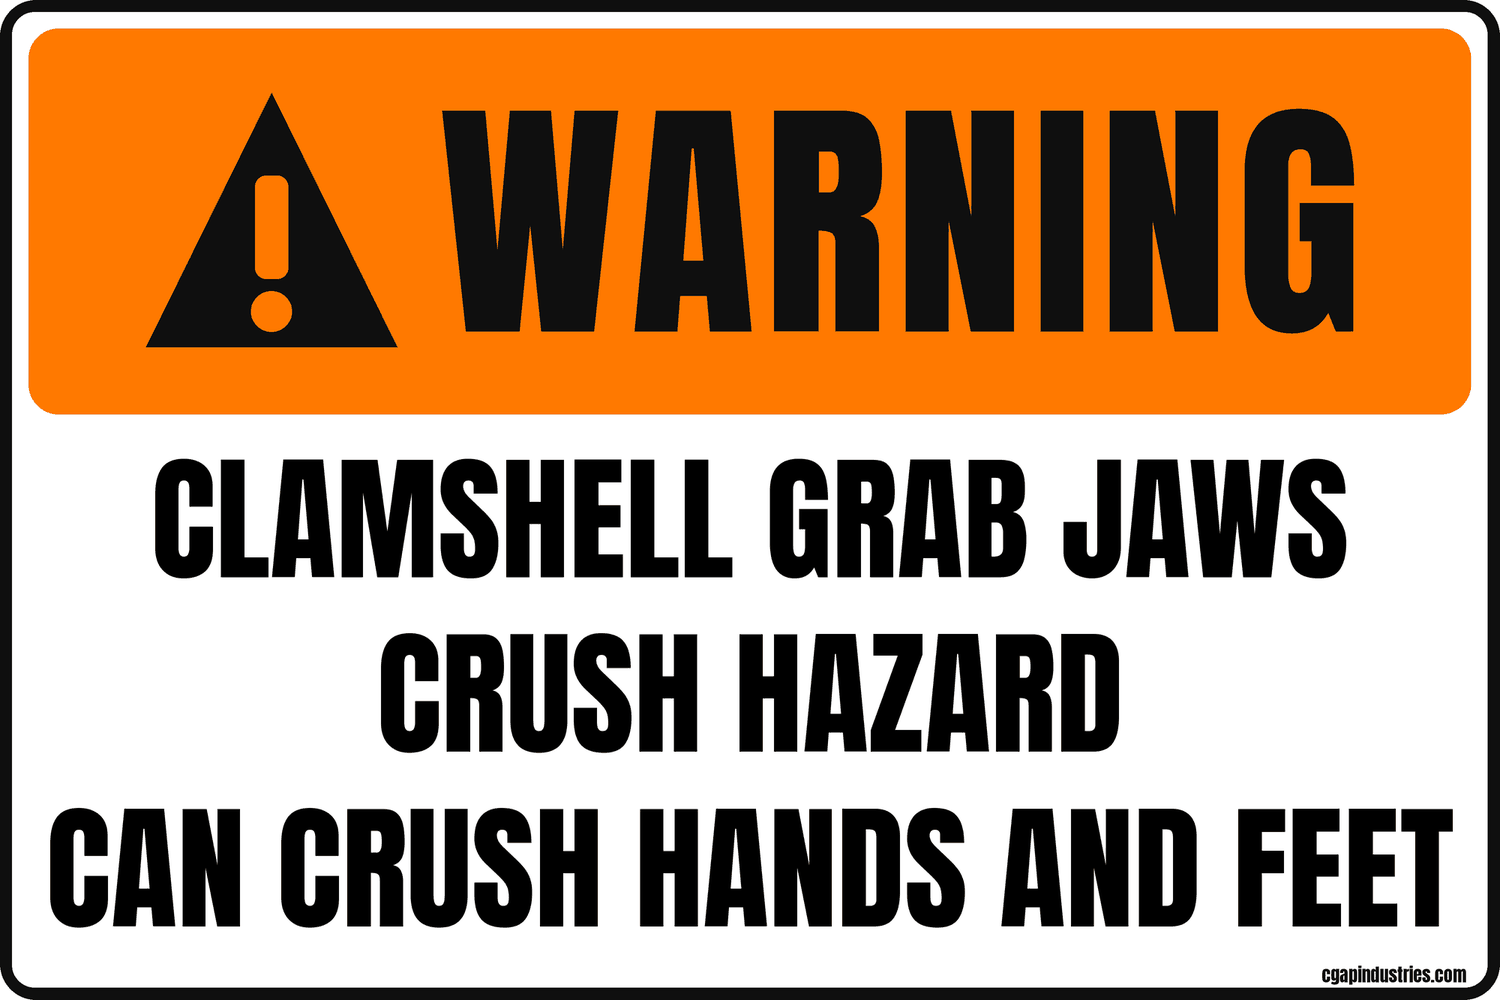 WARNING
CLAMSHELL GRAB JAWS
CRUSH HAZARD
CAN CRUSH HANDS AND FEET
cgapindustries.com